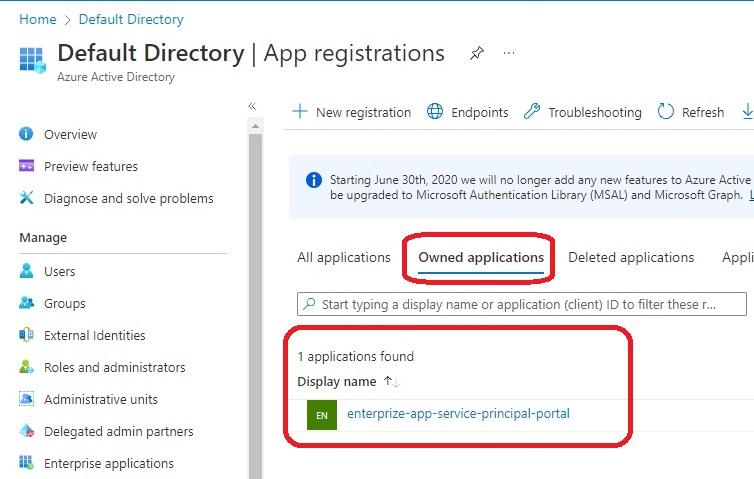 Home > Default Directory
Default Directory | App registrations
Azure Active Directory
Overview
Preview features
Diagnose and solve problems
Manage
Users
Groups
External Identities
Roles and administrators
Administrative units
Delegated admin partners
Enterprise applications
New registration Endpoints Troubleshooting Refresh
Starting June 30th, 2020 we will no longer add any new features to Azure Active
be upgraded to Microsoft Authentication Library (MSAL) and Microsoft Graph. L
All applications Owned applications Deleted applications Appli
Start typing a display name or application (client) ID to filter these r...
1 applications found
Display name
EN enterprize-app-service-principal-portal